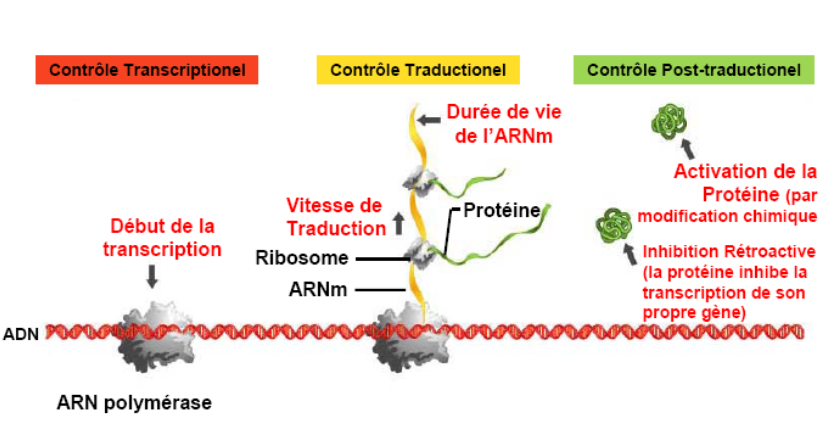 Contrôle Transcriptionel
Contrôle Traductionel
Contrôle Post-traductionel
Durée de vie
de l'ARNm
Activation de la
Protéine (par
modification chimique
Vitesse de
Traduction
Protéine
Début de la
transcription
Ribosome
Inhibition Rétroactive
(la protéine inhibe la
transcription de son
propre gène)
ARNm
ADN
ARN polymérase